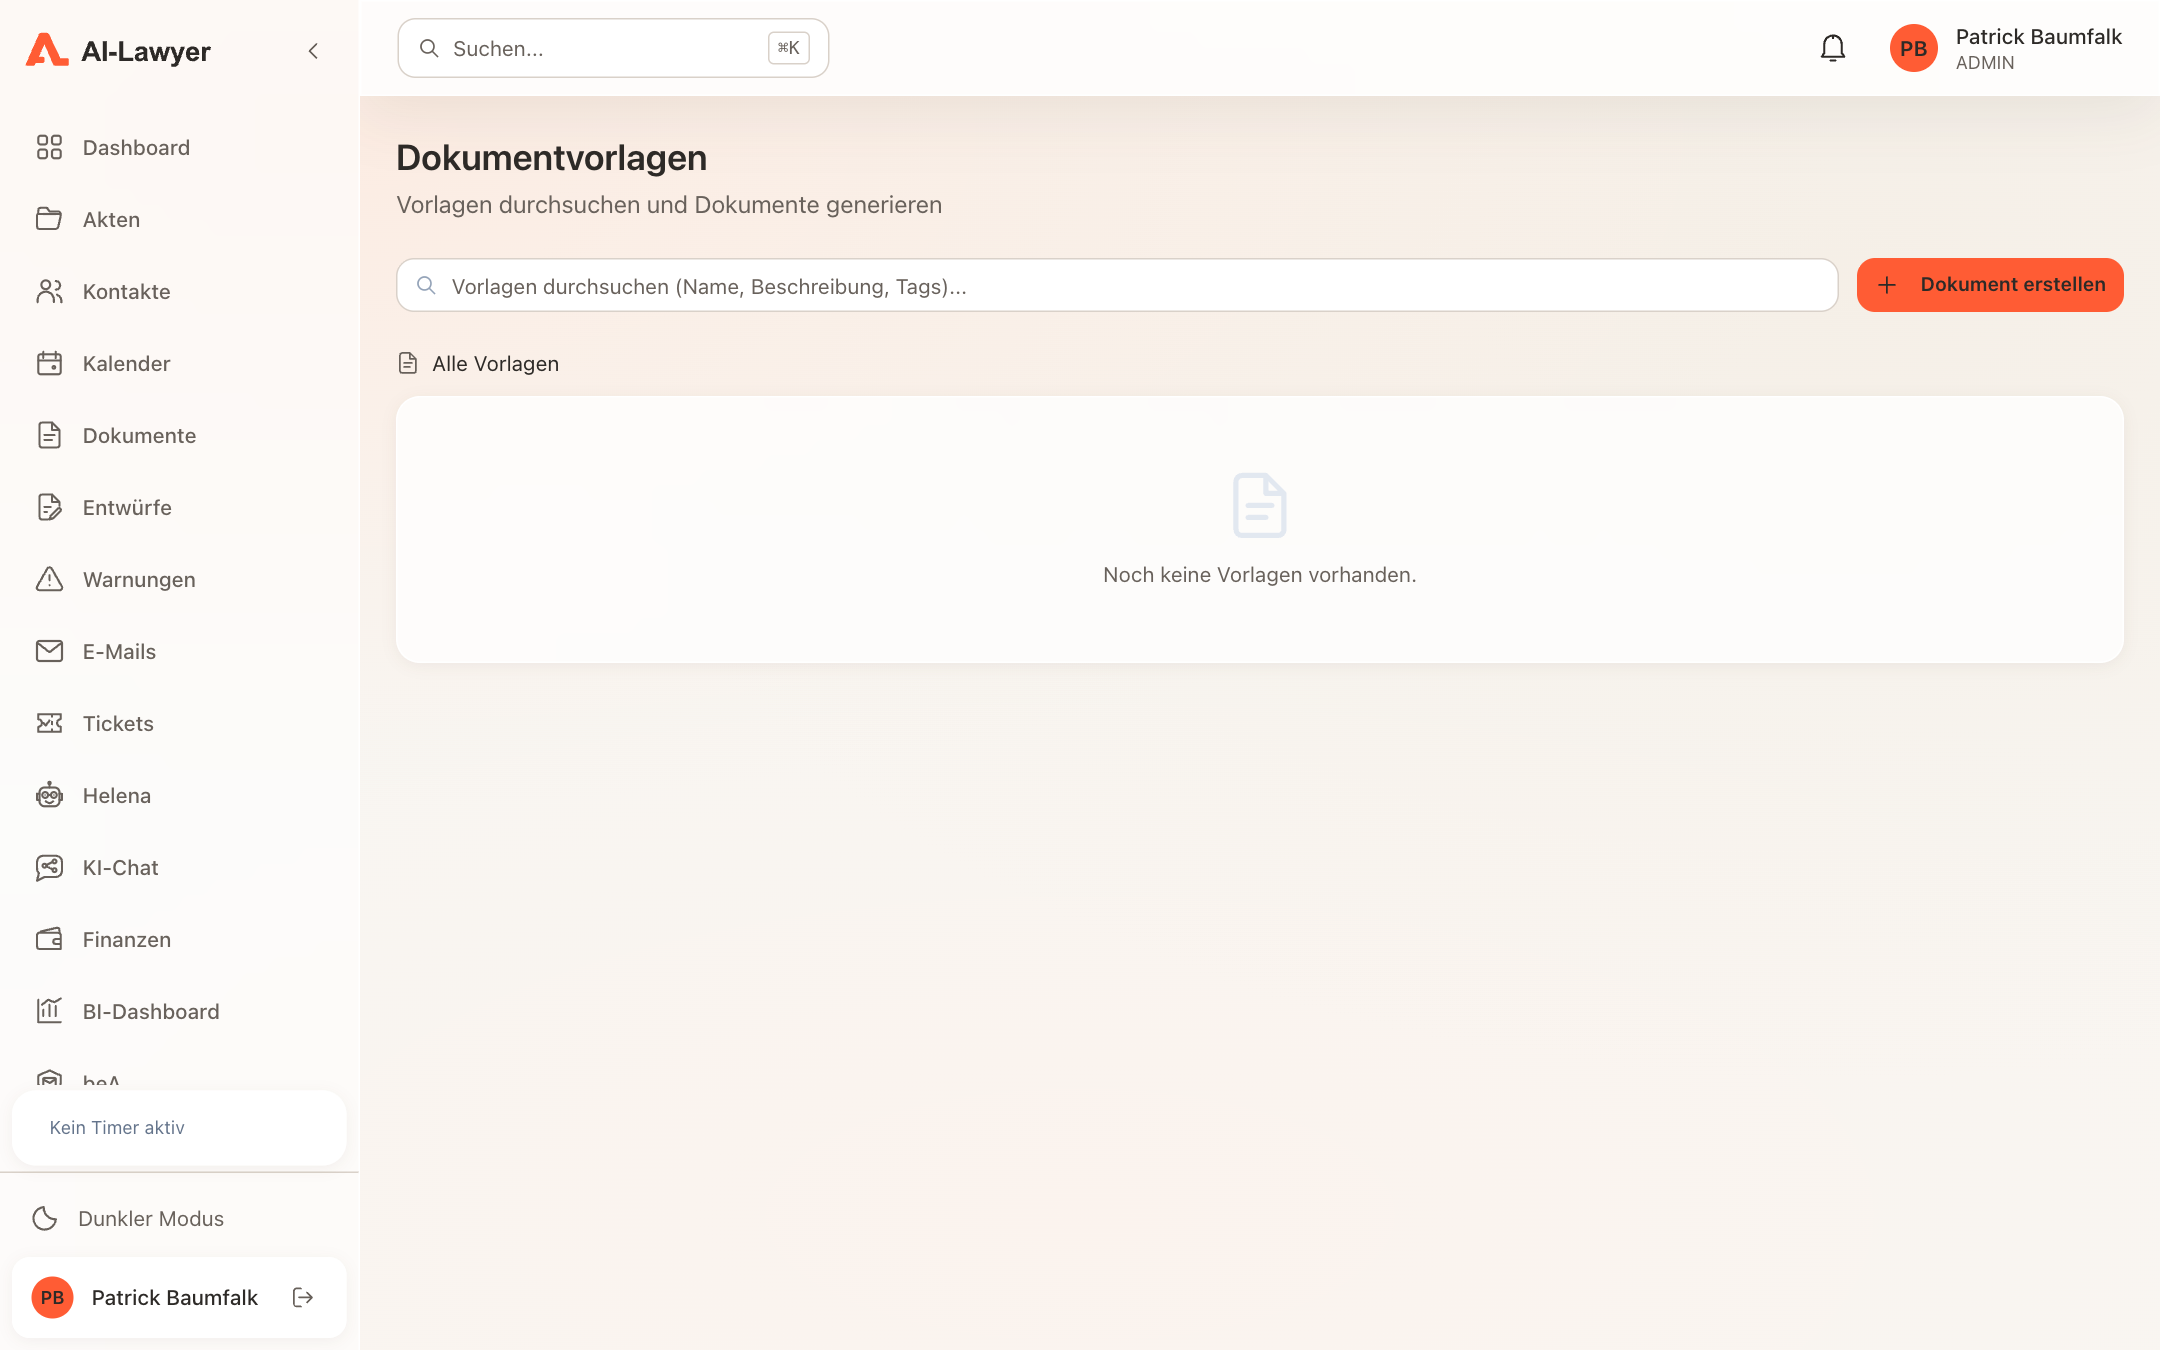 AI-Lawyer
Suchen...
⌘K
PB
Patrick Baumfalk
ADMIN
Dashboard
Akten
Kontakte
Kalender
Dokumente
Entwürfe
Warnungen
E-Mails
Tickets
Helena
KI-Chat
Finanzen
BI-Dashboard
beA
Kein Timer aktiv
Dunkler Modus
PB
Patrick Baumfalk
Dokumentvorlagen
Vorlagen durchsuchen und Dokumente generieren
Vorlagen durchsuchen (Name, Beschreibung, Tags)...
Dokument erstellen
Alle Vorlagen
Noch keine Vorlagen vorhanden.